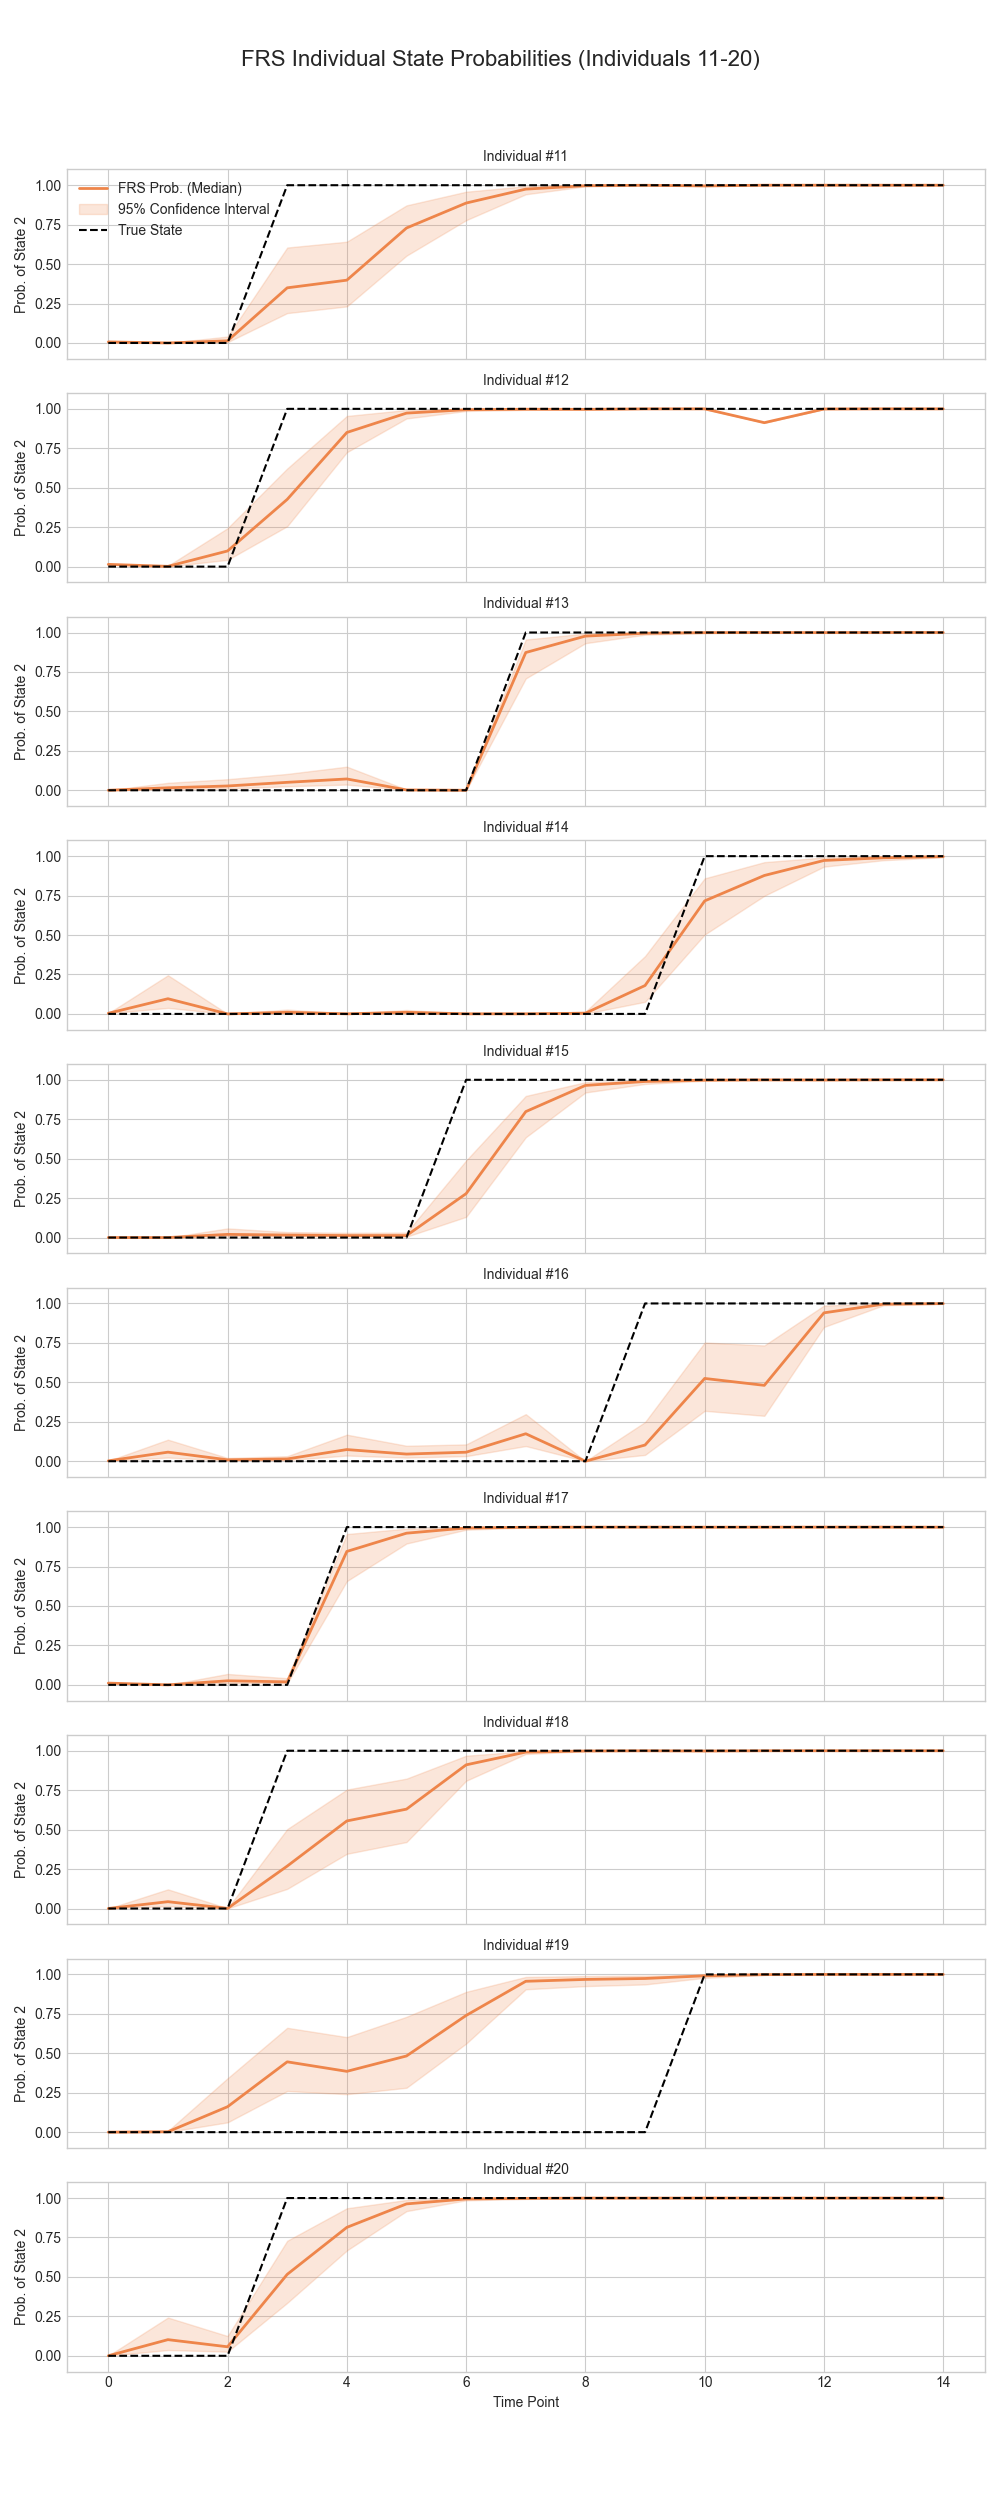 FRS Individual State Probabilities (Individuals 11-20)
Individual #11
1.00
0.75
0.50
0.25
0.00
Prob. of State 2
FRS Prob. (Median)
95% Confidence Interval
True State
Individual #12
1.00
0.75
0.50
0.25
0.00
Prob. of State 2
Individual #13
1.00
0.75
0.50
0.25
0.00
Prob. of State 2
Individual #14
1.00
0.75
0.50
0.25
0.00
Prob. of State 2
Individual #15
1.00
0.75
0.50
0.25
0.00
Prob. of State 2
Individual #16
1.00
0.75
0.50
0.25
0.00
Prob. of State 2
Individual #17
1.00
0.75
0.50
0.25
0.00
Prob. of State 2
Individual #18
1.00
0.75
0.50
0.25
0.00
Prob. of State 2
Individual #19
1.00
0.75
0.50
0.25
0.00
Prob. of State 2
Individual #20
1.00
0.75
0.50
0.25
0.00
Prob. of State 2
0 2 4 6 8 10 12 14
Time Point